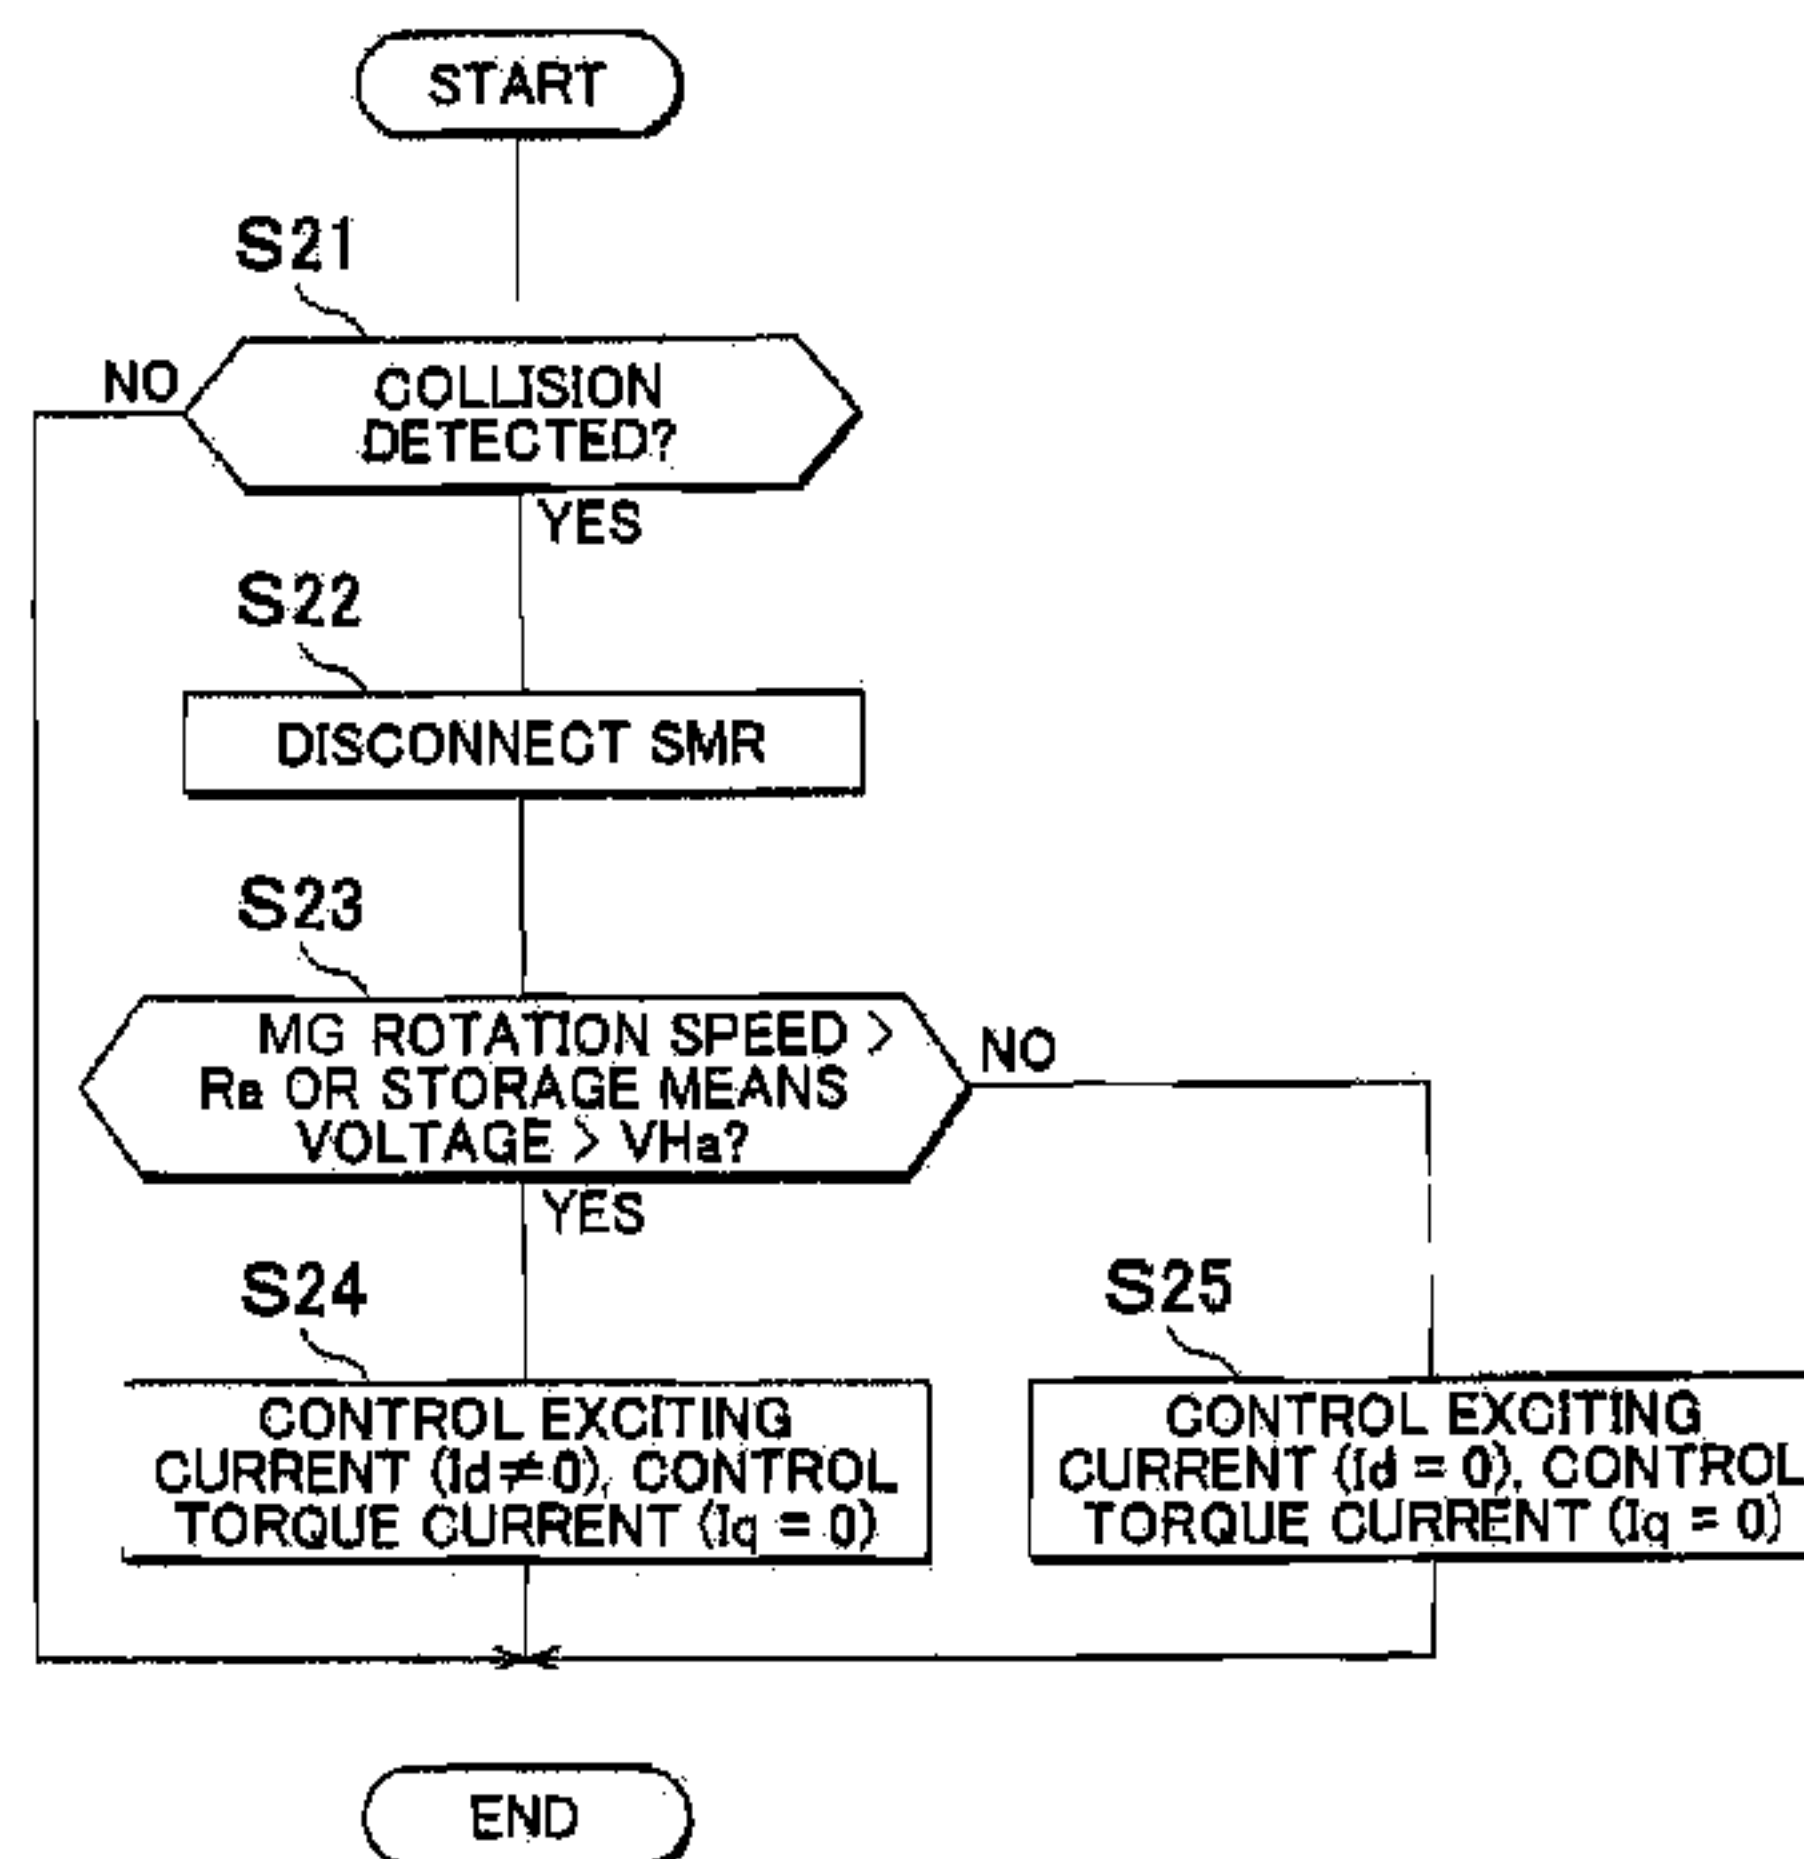 START
S21
NO
COLLISION
DETECTED?
YES
S22
DISCONNECT SMR
S23
MG ROTATION SPEED >
Ra OR STORAGE MEANS
VOLTAGE > VHa?
NO
YES
S24
CONTROL EXCITING
CURRENT (Id≠0), CONTROL
TORQUE CURRENT (Iq = 0)
S25
CONTROL EXCITING
CURRENT (Id = 0), CONTROL
TORQUE CURRENT (Iq = 0)
END